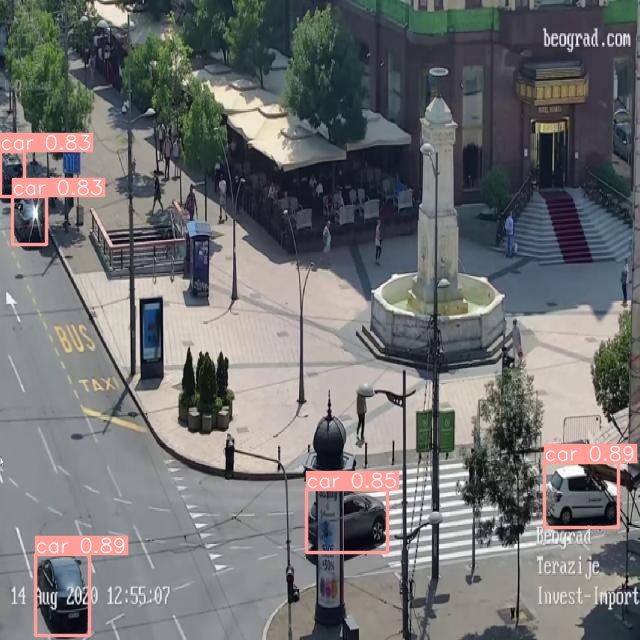 beograd.com
car 0.83
car 0.83
BUS
TAXI
car 0.89
car 0.85
car 0.89
Beograd
14 Aug 2020 12:55:07
Terazije
Invest-Import